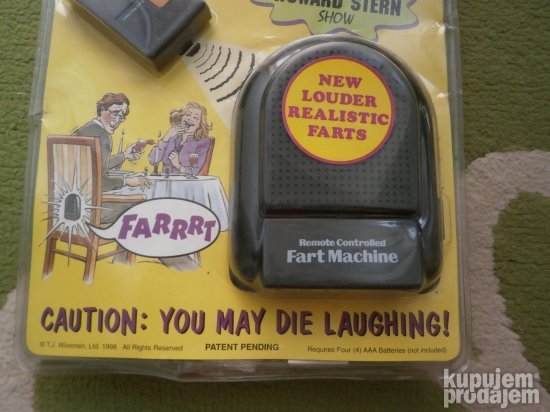 HOWARD STERN
SHOW
NEW
LOUDER
REALISTIC
FARTS
FARRRT
Remote Controlled
Fart Machine
CAUTION: YOU MAY DIE LAUGHING!
© T.J. Wisemen, Ltd. 1998 All Rights Reserved
PATENT PENDING
Requires Four (4) AAA Batteries (not included)
kupujem
prodajem